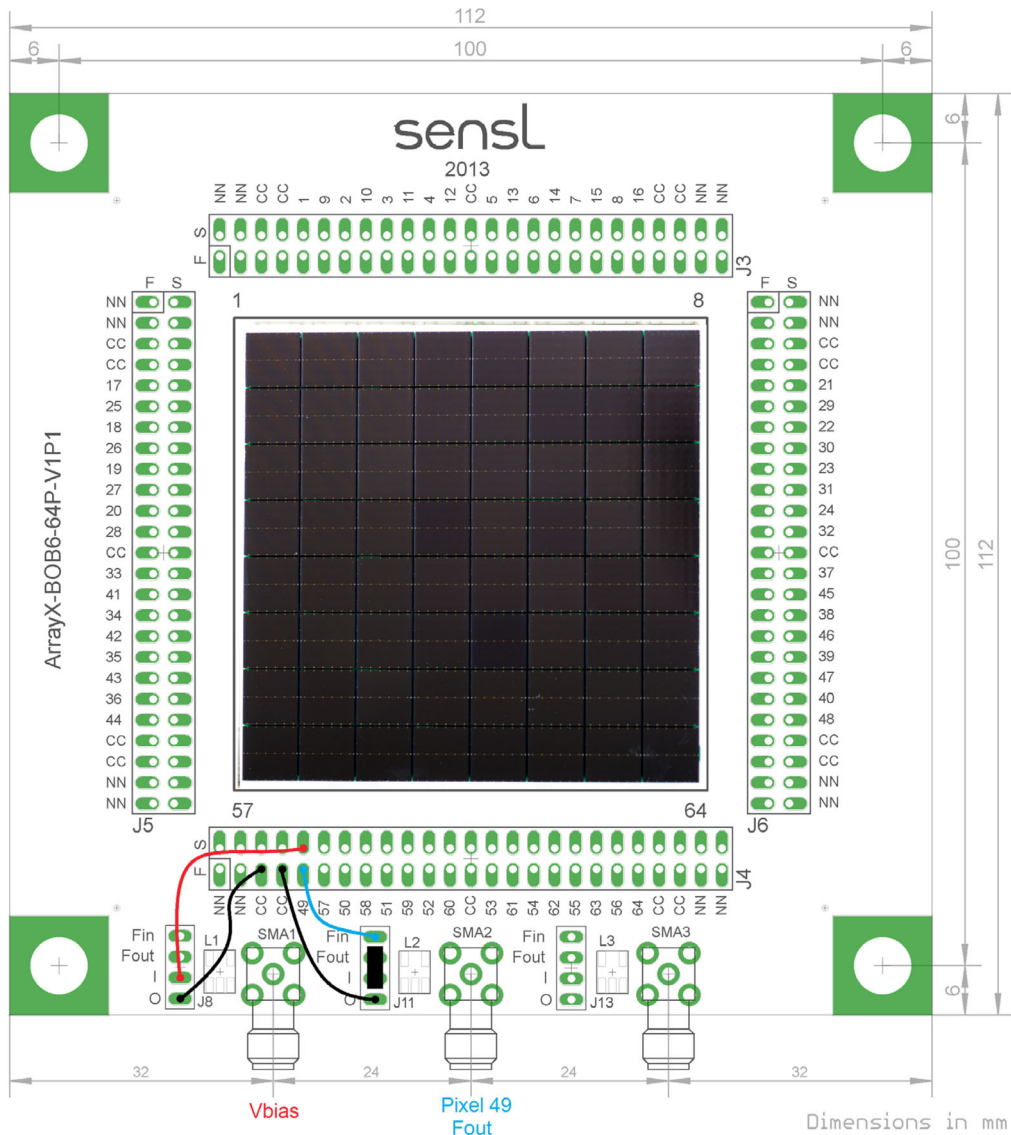 112
6
100
6
sensl
2013
NN NN CC CC 1 9 2 10 3 11 4 12 CC 5 13 6 14 7 15 8 16 CC CC NN NN
S
F
J3
6
F S
F S
1
8
NN
NN
CC
CC
17
25
18
26
19
27
20
28
CC
33
41
34
42
35
43
36
44
CC
CC
NN
NN
J5
NN
NN
CC
CC
21
29
22
30
23
31
24
32
CC
37
45
38
46
39
47
40
48
CC
CC
NN
NN
J6
ArrayX-BOB6-64P-V1P1
100
112
57
64
S
F
J4
NN NN CC CC 49 57 50 58 51 59 52 60 CC 53 61 54 62 55 63 56 64 CC CC NN NN
Fin
Fout
I
O
J8
L1
SMA1
Fin
Fout
I
O
J11
L2
SMA2
Fin
Fout
I
O
J13
L3
SMA3
6
32
24
24
32
Vbias
Pixel 49
Fout
Dimensions in mm